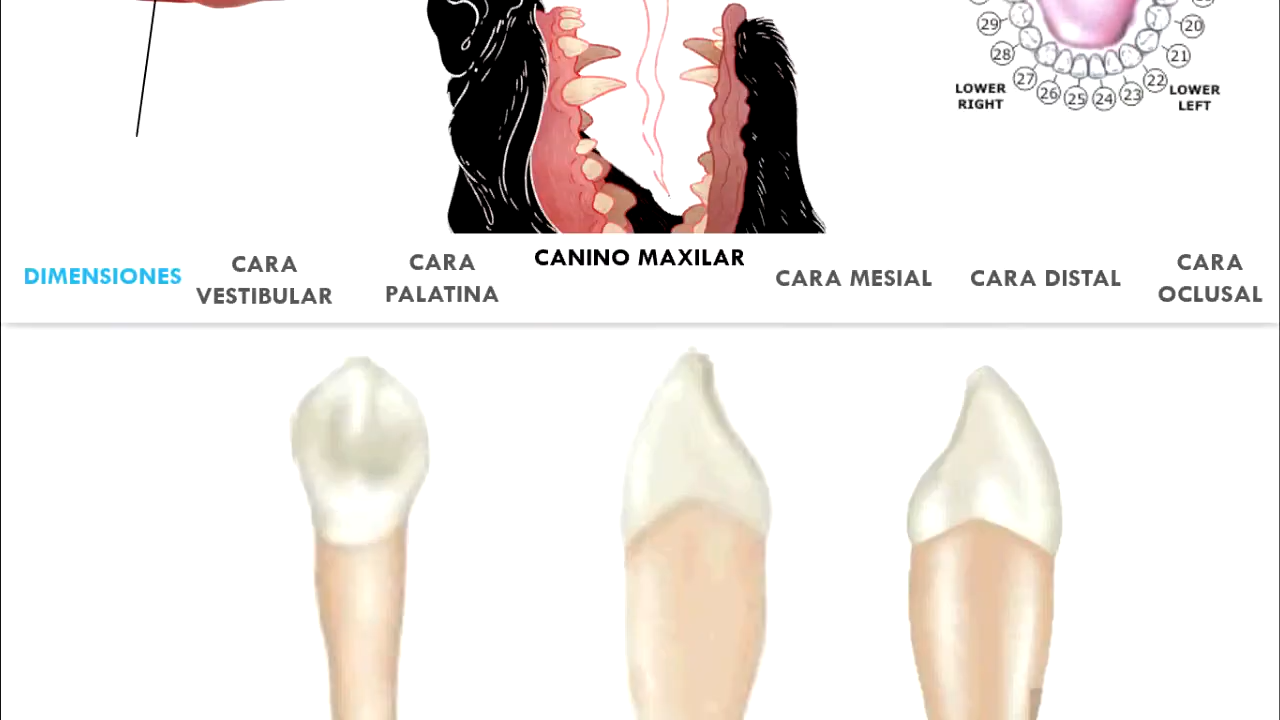 29
20
28
21
27
22
26
25
24
23
LOWER
RIGHT
LOWER
LEFT
CANINO MAXILAR
DIMENSIONES
CARA
VESTIBULAR
CARA
PALATINA
CARA MESIAL
CARA DISTAL
CARA
OCLUSAL